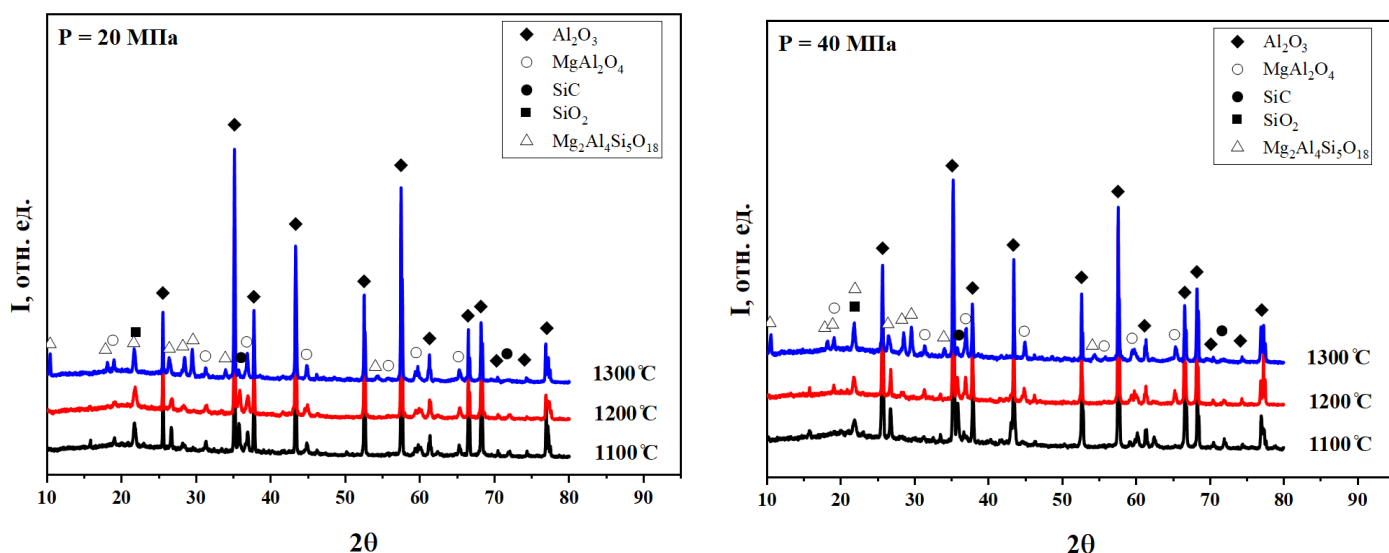 P = 20 МПа
Al₂O₃
MgAl₂O₄
SiC
SiO₂
Mg₂Al₄Si₅O₁₈
I, отн. ед.
1300℃
1200℃
1100℃
10 20 30 40 50 60 70 80 90
2θ
P = 40 МПа
Al₂O₃
MgAl₂O₄
SiC
SiO₂
Mg₂Al₄Si₅O₁₈
I, отн. ед.
1300℃
1200℃
1100℃
10 20 30 40 50 60 70 80 90
2θ